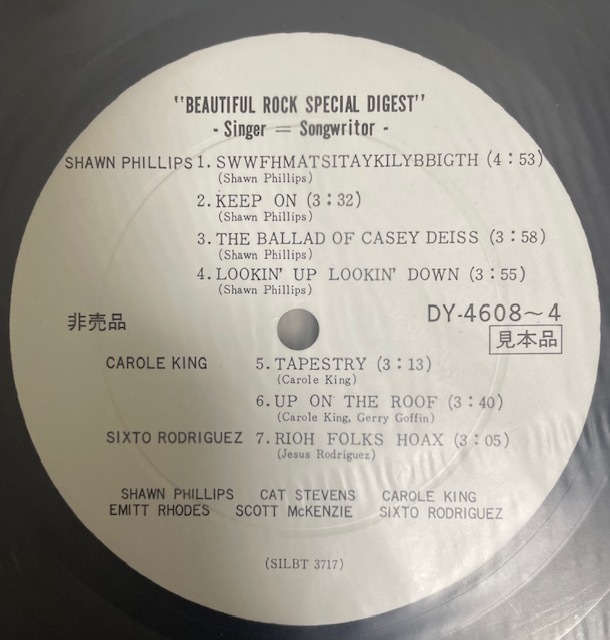 "BEAUTIFUL ROCK SPECIAL DIGEST"
- Singer = Songwritor -
SHAWN PHILLIPS 1. SWWFHMATSITAYKILYBBIGTH (4:53)
(Shawn Phillips)
2. KEEP ON (3:32)
(Shawn Phillips)
3. THE BALLAD OF CASEY DEISS (3:58)
(Shawn Phillips)
4. LOOKIN' UP LOOKIN' DOWN (3:55)
(Shawn Phillips)
非売品 DY-4608~4
見本品
CAROLE KING 5. TAPESTRY (3:13)
(Carole King)
6. UP ON THE ROOF (3:40)
(Carole King, Gerry Goffin)
SIXTO RODRIGUEZ 7. RIOH FOLKS HOAX (3:05)
(Jesus Rodriguez)
SHAWN PHILLIPS CAT STEVENS CAROLE KING
EMITT RHODES SCOTT McKENZIE SIXTO RODRIGUEZ
(SILBT 3717)